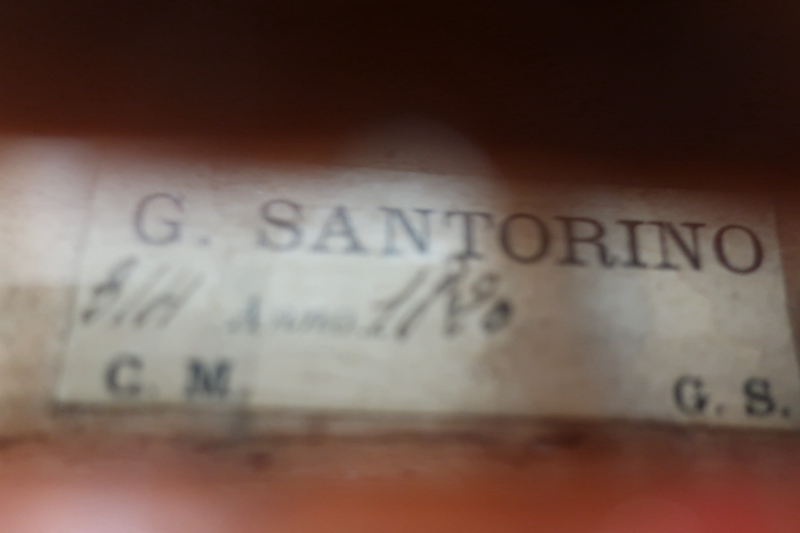 G. SANTORINO
Anno
C. M. G. S.